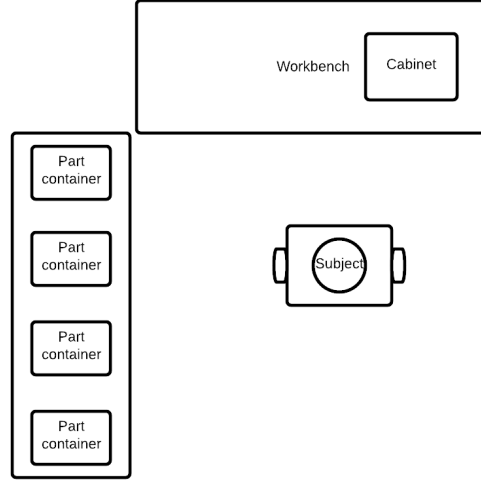 Workbench
Cabinet
Part
container
Part
container
Subject
Part
container
Part
container